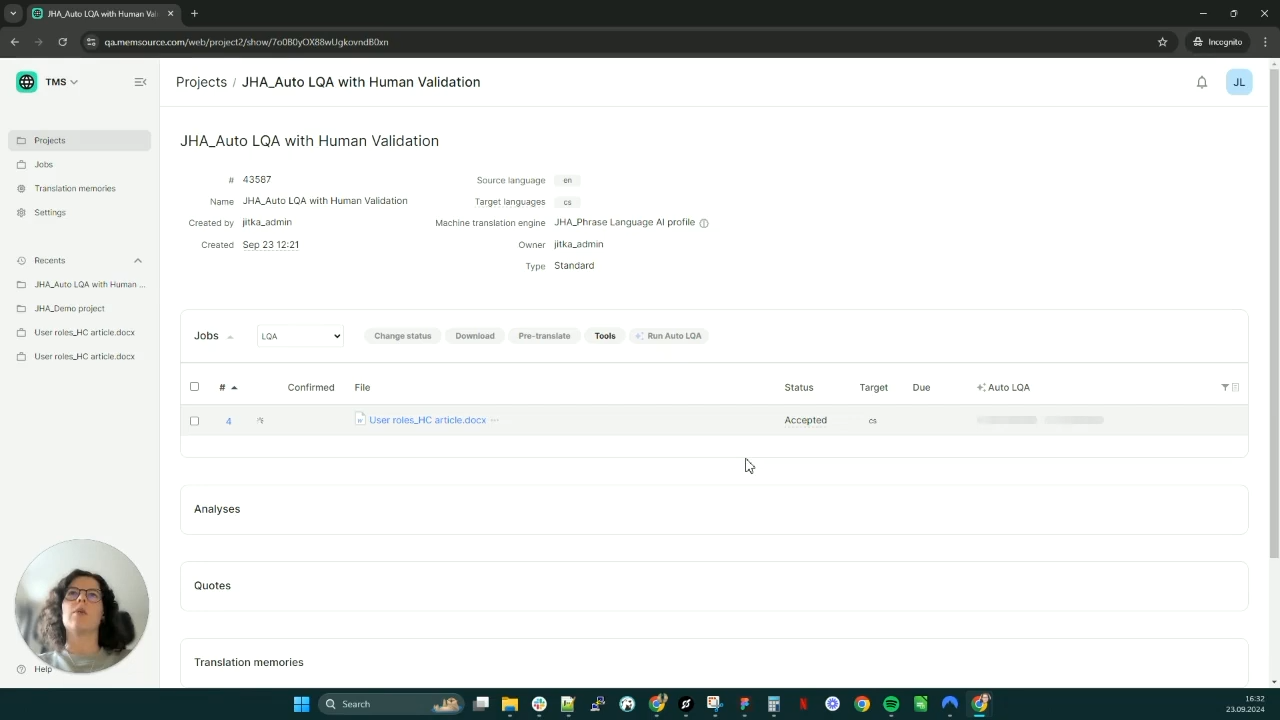 JHA_Auto LQA with Human Val
qa.memsource.com/web/project2/show/7o0B0yOX88wUgkovndB0xn
Incognito
TMS
Projects / JHA_Auto LQA with Human Validation
JL
Projects
Jobs
Translation memories
Settings
Recents
JHA_Auto LQA with Human ...
JHA_Demo project
User roles_HC article.docx
User roles_HC article.docx
Help
JHA_Auto LQA with Human Validation
# 43587
Name JHA_Auto LQA with Human Validation
Created by jitka_admin
Created Sep 23 12:21
Source language en
Target languages cs
Machine translation engine JHA_Phrase Language AI profile
Owner jitka_admin
Type Standard
Jobs LQA Change status Download Pre-translate Tools Run Auto LQA
# Confirmed File Status Target Due Auto LQA
4 User roles_HC article.docx ··· Accepted cs
Analyses
Quotes
Translation memories
Search
16:32
23.09.2024